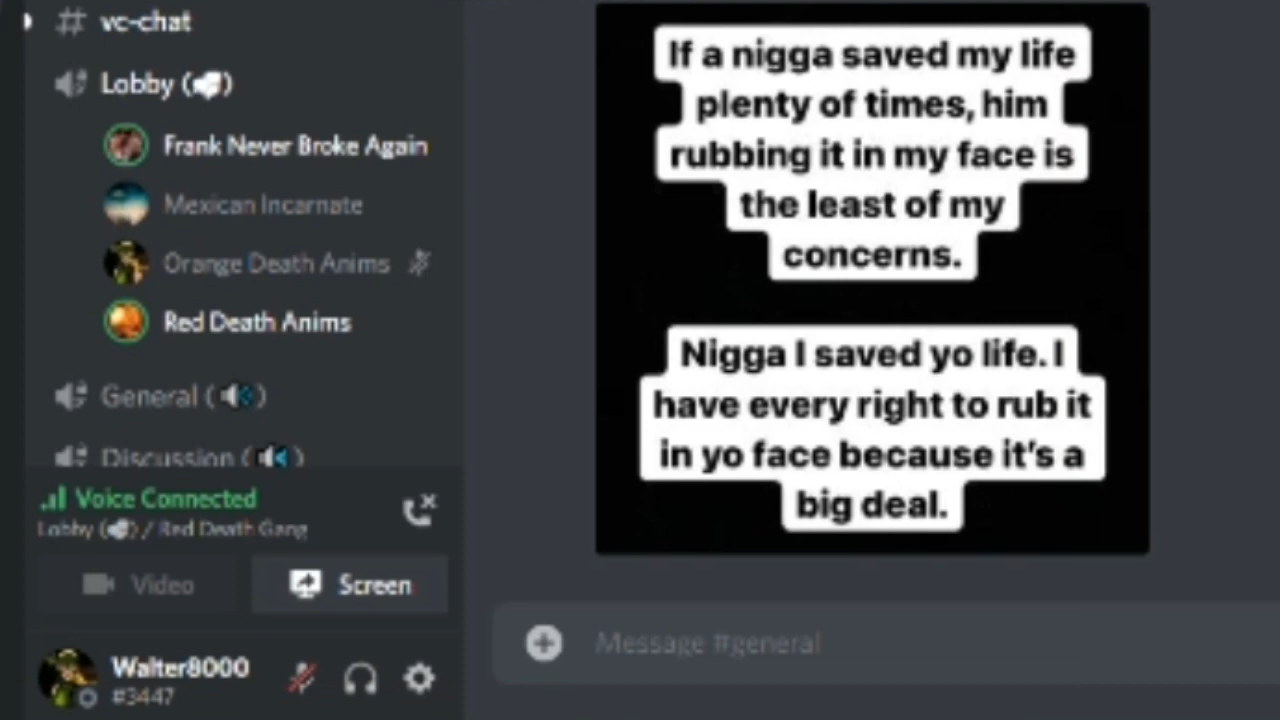 vc-chat
Lobby (
)
Frank Never Broke Again
Mexican Incarnate
Orange Death Anims
Red Death Anims
General (
)
Discussion (
)
Voice Connected
Lobby (
) / Red Death Gang
Video
Screen
Walter8000
#3447
If a nigga saved my life
plenty of times, him
rubbing it in my face is
the least of my
concerns.
Nigga I saved yo life. I
have every right to rub it
in yo face because it's a
big deal.
Message #general